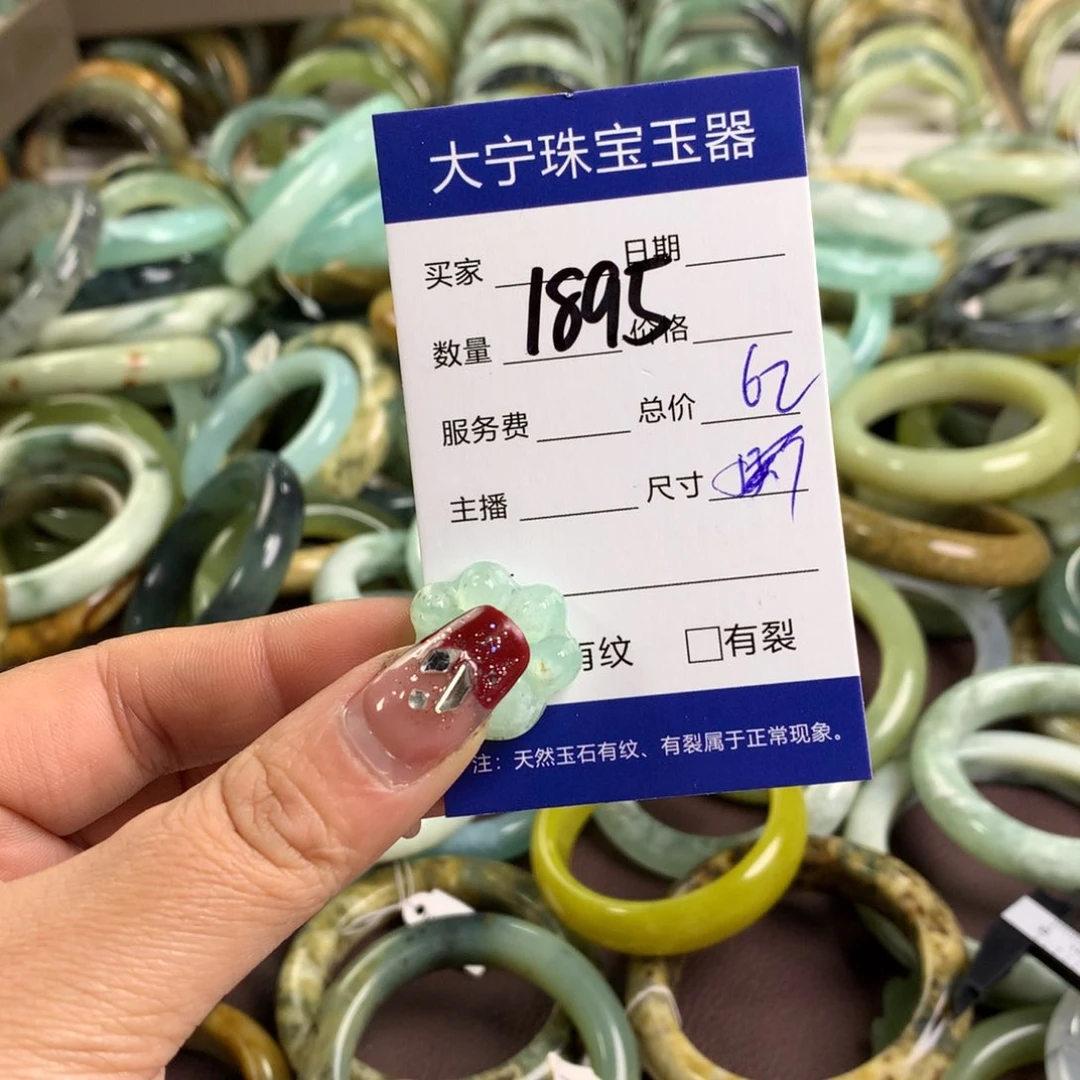 大宁珠宝玉器
买家 日期
1895
数量 价格
服务费 总价
主播 尺寸
有纹 □有裂
注：天然玉石有纹、有裂属于正常现象。